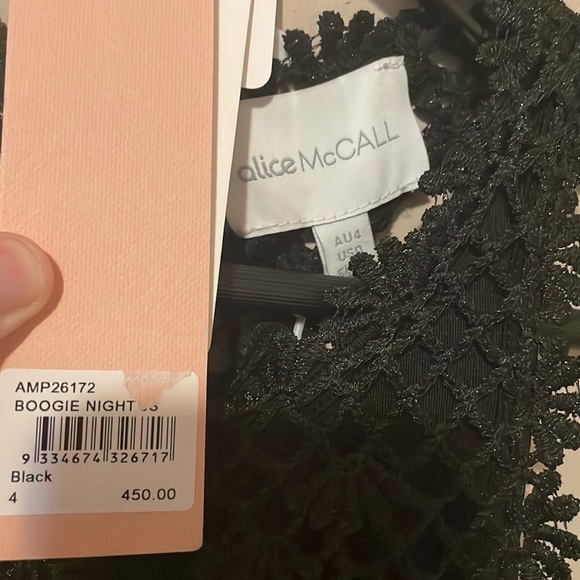 alice McCALL
AU4
AMP26172
BOOGIE NIGHT
9 334674 326717
Black
4 450.00